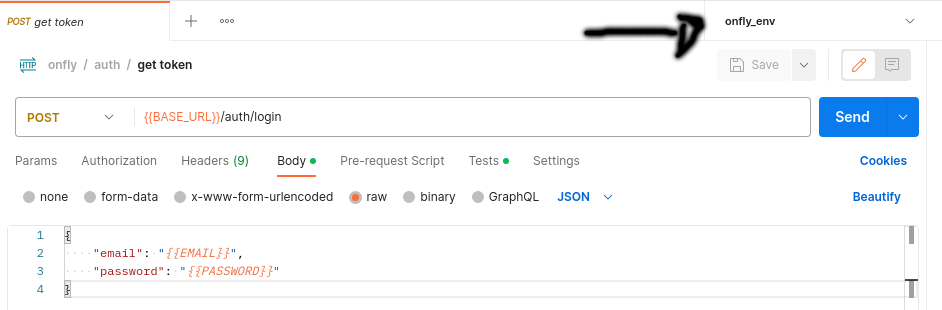 POST get token
onfly_env
HTTP onfly / auth / get token
Save
POST {{BASE_URL}}/auth/login
Send
Params Authorization Headers (9) Body Pre-request Script Tests Settings Cookies
none form-data x-www-form-urlencoded raw binary GraphQL JSON Beautify
1 {
2 "email": "{{EMAIL}}",
3 "password": "{{PASSWORD}}"
4 }